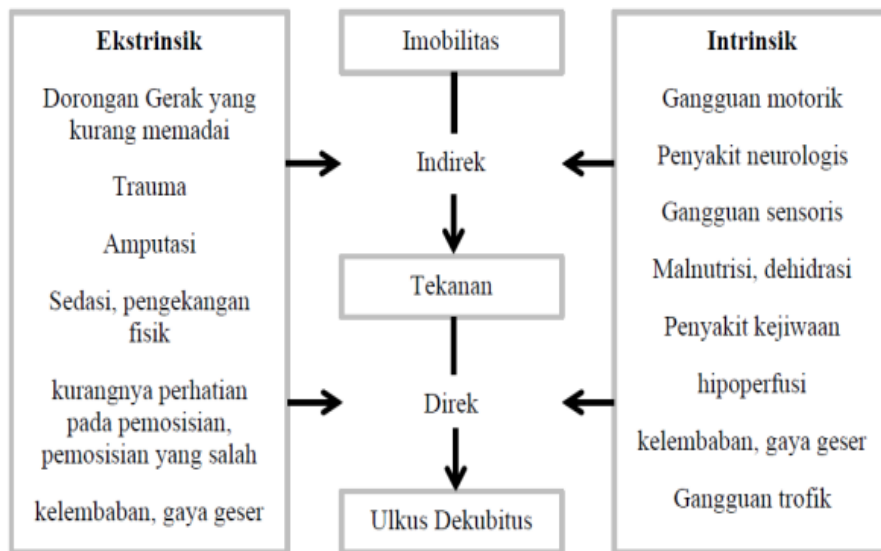 Ekstrinsik
Dorongan Gerak yang
kurang memadai
Trauma
Amputasi
Sedasi, pengekangan
fisik
kurangnya perhatian
pada pemosisian,
pemosisian yang salah
kelembaban, gaya geser
Imobilitas
Indirek
Tekanan
Direk
Ulkus Dekubitus
Intrinsik
Gangguan motorik
Penyakit neurologis
Gangguan sensoris
Malnutrisi, dehidrasi
Penyakit kejiwaan
hipoperfusi
kelembaban, gaya geser
Gangguan trofik